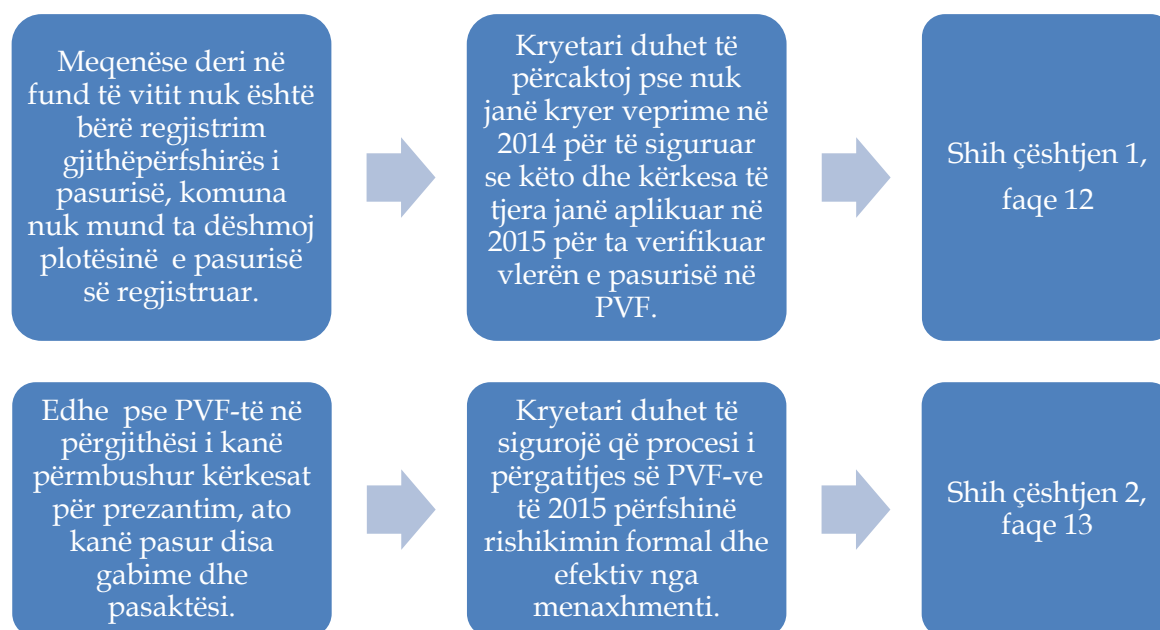 Meqenëse deri në
fund të vitit nuk është
bërë regjistrim
gjithëpërfshirës i
pasurisë, komuna
nuk mund ta dëshmoj
plotësinë e pasurisë
së regjistruar.
Kryetari duhet të
përcaktoj pse nuk
janë kryer veprime në
2014 për të siguruar
se këto dhe kërkesa të
tjera janë aplikuar në
2015 për ta verifikuar
vlerën e pasurisë në
PVF.
Shih çështjen 1,
faqe 12
Edhe pse PVF-të në
përgjithësi i kanë
përmbushur kërkesat
për prezantim, ato
kanë pasur disa
gabime dhe
pasaktësi.
Kryetari duhet të
sigurojë që procesi i
përgatitjes së PVF-ve
të 2015 përfshinë
rishikimin formal dhe
efektiv nga
menaxhmenti.
Shih çështjen 2,
faqe 13